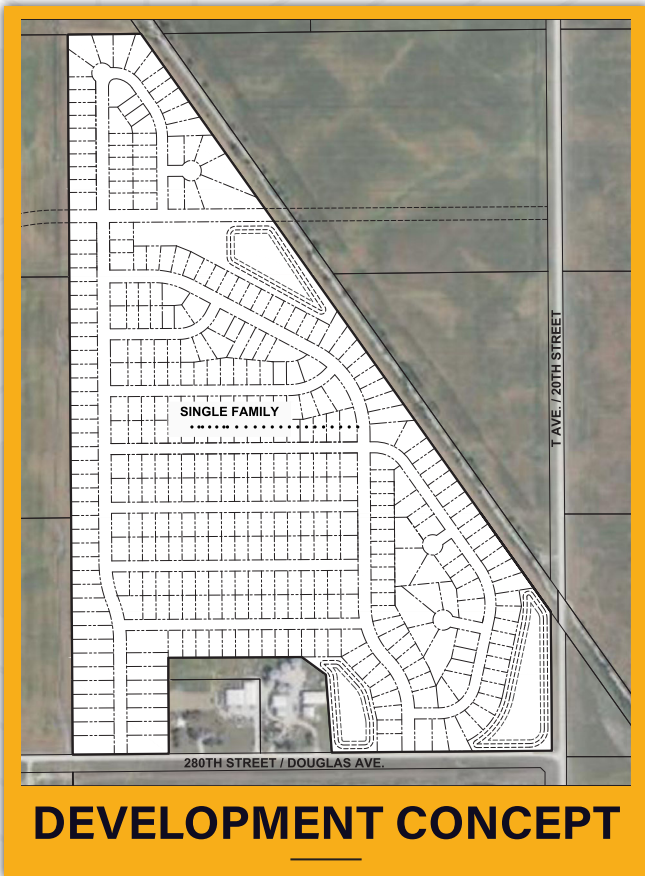 SINGLE FAMILY
T AVE. / 20TH STREET
280TH STREET / DOUGLAS AVE.
DEVELOPMENT CONCEPT